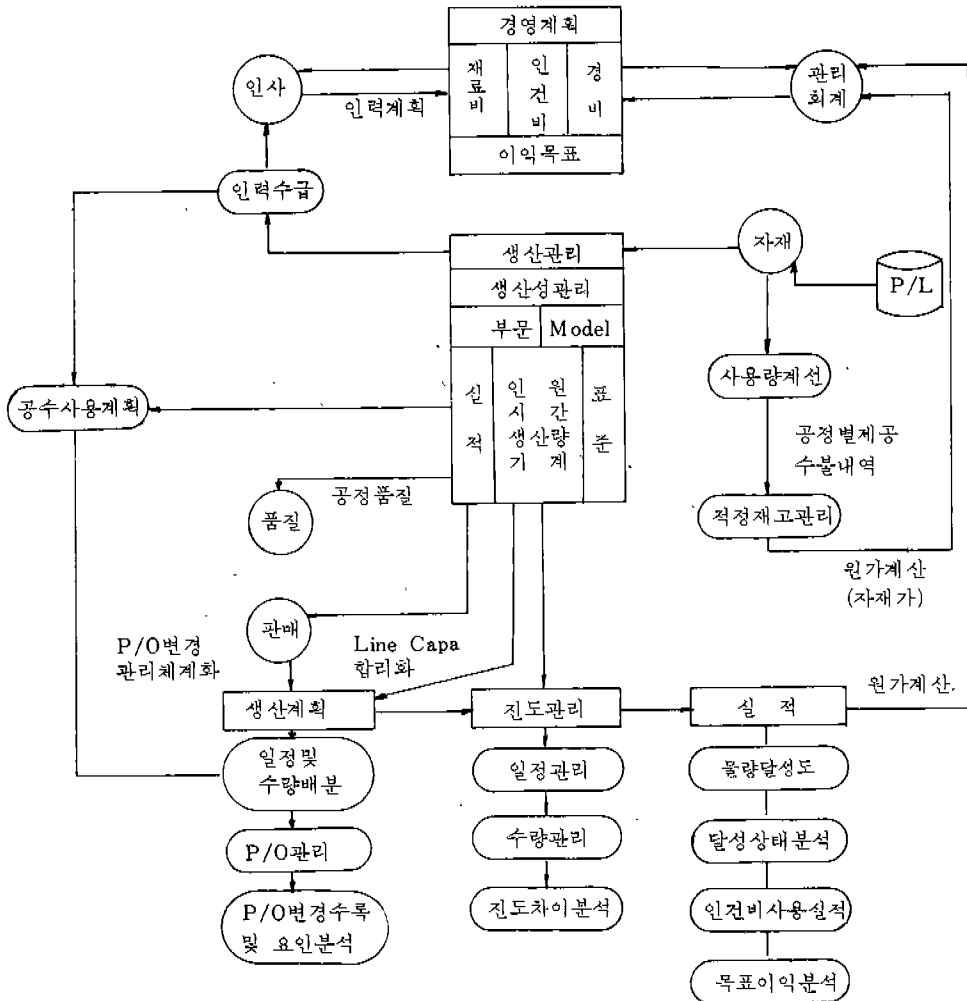 경영계획
재료비
인건비
경비
이익목표
인사
인력계획
관리
회계
인력수급
생산관리
생산성관리
부문
Model
실적
인원
시간
생산량
기계
표준
자재
P/L
사용량계선
공정별제공
수불내역
적정재고관리
원가계산
(자재가)
공수사용계획
공정품질
품질
판매
P/O변경
관리체계화
Line Capa
합리화
생산계획
진도관리
실적
원가계산.
일정및
수량배분
P/O관리
P/O변경수록
및 요인분석
일정관리
수량관리
진도차이분석
물량달성도
달성상태분석
인건비사용실적
목표이익분석